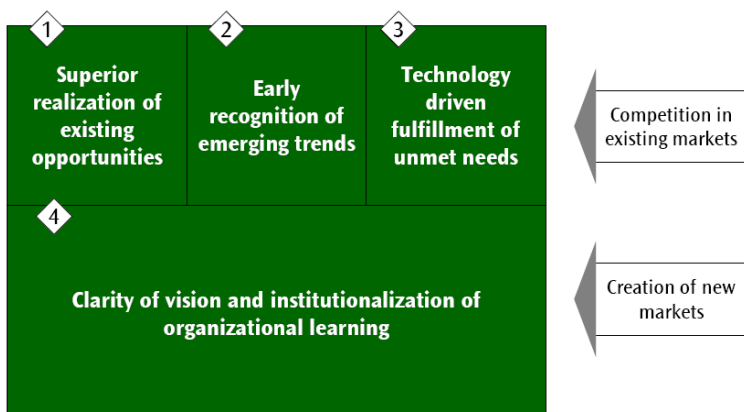 1
Superior
realization of
existing
opportunities
2
Early
recognition of
emerging trends
3
Technology
driven
fulfillment of
unmet needs
Competition in
existing markets
4
Clarity of vision and institutionalization of
organizational learning
Creation of new
markets